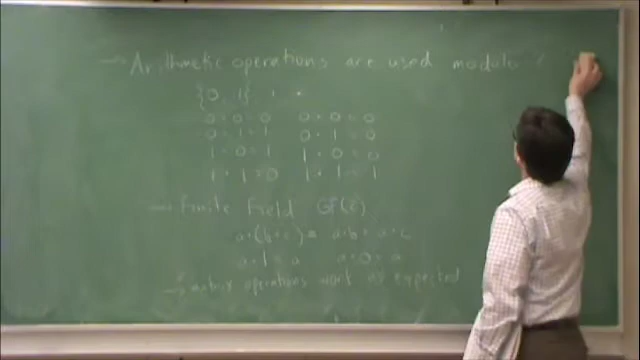 → Arithmetic operations are used modulo
{0, 1} + •
0 + 0 = 0   0 • 0 = 0
0 + 1 = 1   0 • 1 = 0
1 + 0 = 1   1 • 0 = 0
1 + 1 = 0   1 • 1 = 1
→ Finite Field GF(2)
a•(b+c) = a•b + a•c
a•1 = a   a+0 = a
→ matrix operations work as expected